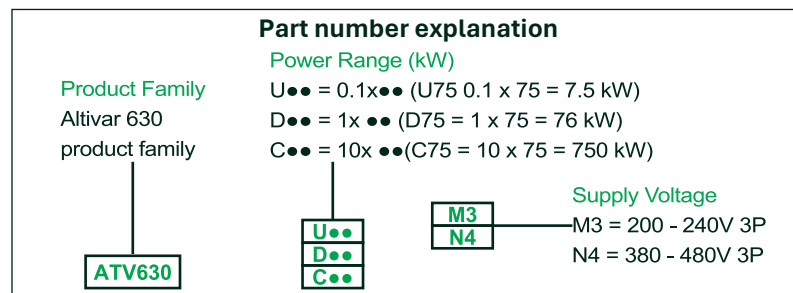 Part number explanation
Power Range (kW)
Product Family
U●● = 0.1x●● (U75 0.1 x 75 = 7.5 kW)
Altivar 630
D●● = 1x ●● (D75 = 1 x 75 = 76 kW)
product family
C●● = 10x ●●(C75 = 10 x 75 = 750 kW)
Supply Voltage
M3
M3 = 200 - 240V 3P
U●●
N4
D●●
N4 = 380 - 480V 3P
ATV630
C●●